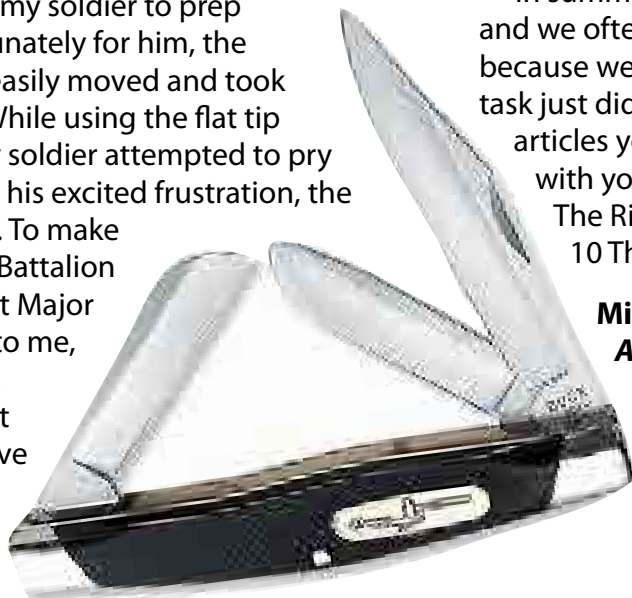 my soldier to prep
unately for him, the
easily moved and took
While using the flat tip
r soldier attempted to pry
his excited frustration, the
. To make
Battalion
t Major
to me,
t
ve
In summ
and we ofte
because we
task just did
articles yo
with yo
The Ri
10 Th
Mi
A
BUCK